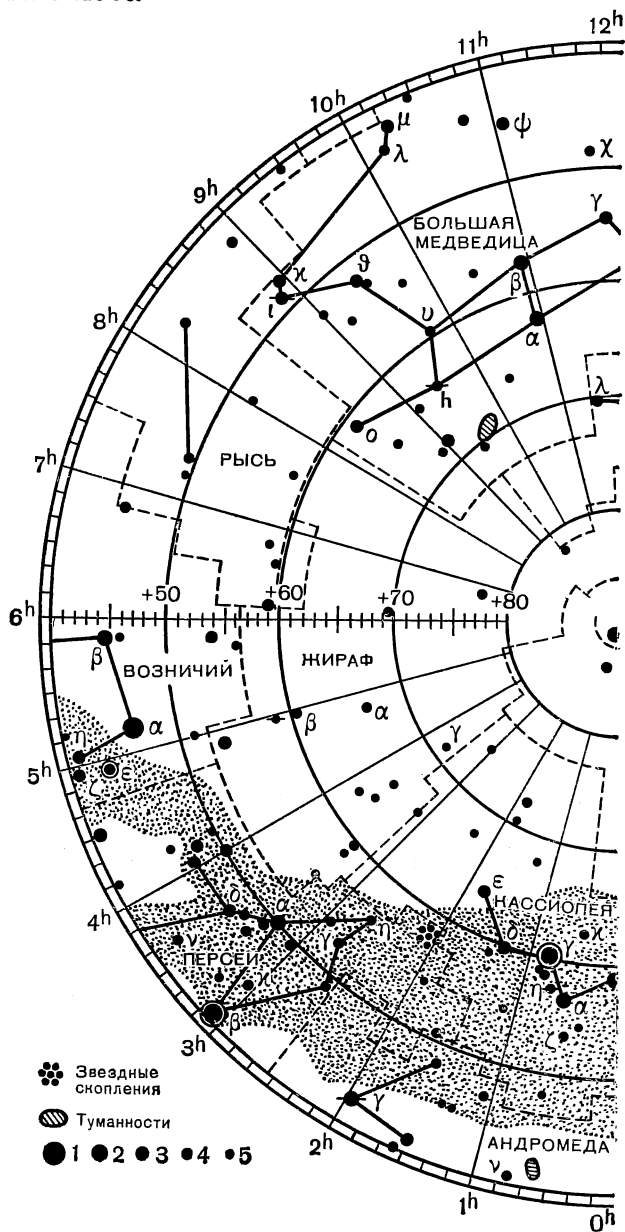 12h
11h
10h
μ
ψ
λ
χ
9h
γ
БОЛЬШАЯ
МЕДВЕДИЦА
ϰ
ϑ
β
ι
υ
α
8h
h
λ
ο
РЫСЬ
7h
+50
+60
+70
+80
6h
β
ВОЗНИЧИЙ
ЖИРАФ
α
β
α
γ
η
ε
5h
ζ
ε
КАССИОПЕЯ
4h
δ
α
η
δ
γ
ϰ
ν
γ
ПЕРСЕЙ
ϰ
η
α
β
3h
ζ
Звездные
скопления
γ
Туманности
2h
АНДРОМЕДА
1 2 3 4 5
ν
1h
0h